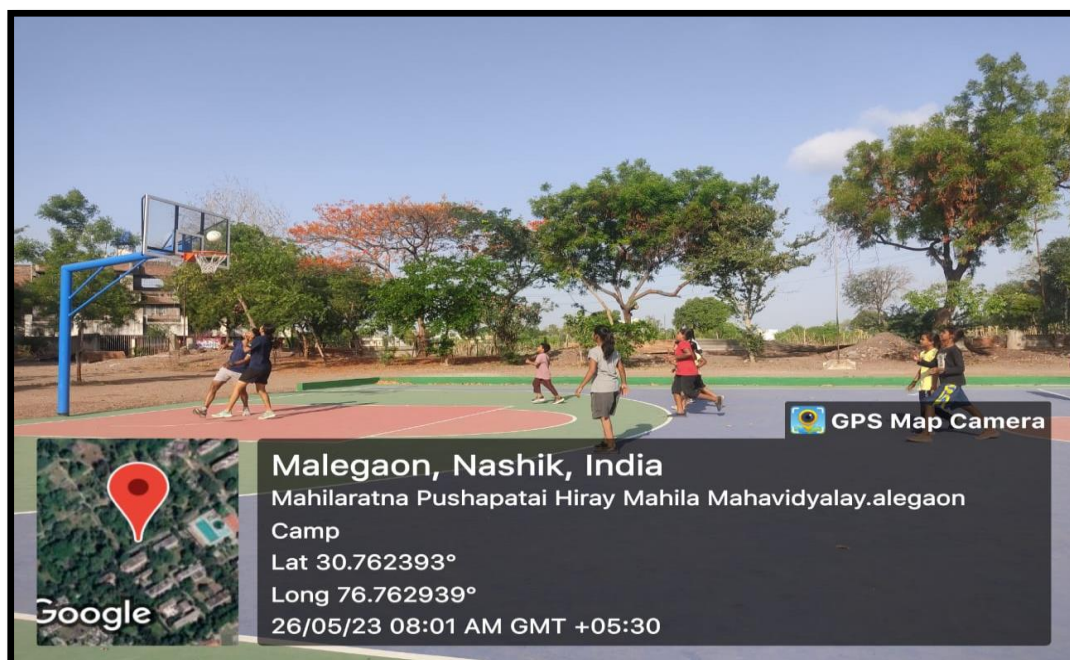 GPS Map Camera
Malegaon, Nashik, India
Mahilaratna Pushapatai Hiray Mahila Mahavidyalay.alegaon
Camp
Lat 30.762393°
Long 76.762939°
26/05/23 08:01 AM GMT +05:30
Google